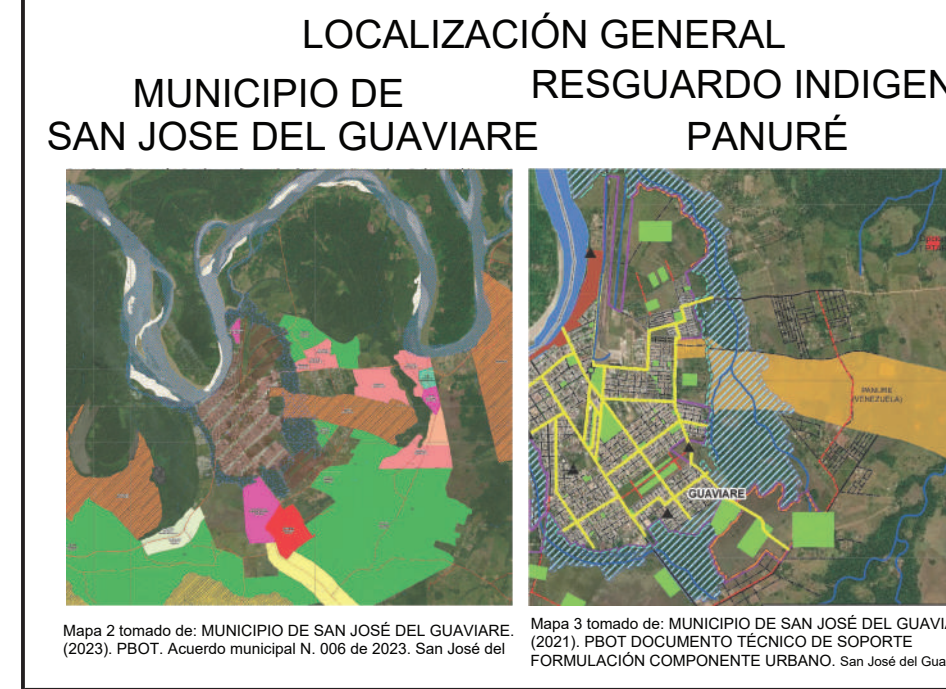 LOCALIZACIÓN GENERAL
MUNICIPIO DE
SAN JOSE DEL GUAVIARE
RESGUARDO INDIGEN
PANURÉ
PANURE
(VENEZUELA)
GUAVIARE
Mapa 2 tomado de: MUNICIPIO DE SAN JOSÉ DEL GUAVIARE.
(2023). PBOT. Acuerdo municipal N. 006 de 2023. San José del
Mapa 3 tomado de: MUNICIPIO DE SAN JOSÉ DEL GUAVIA
(2021). PBOT DOCUMENTO TÉCNICO DE SOPORTE
FORMULACIÓN COMPONENTE URBANO. San José del Gua